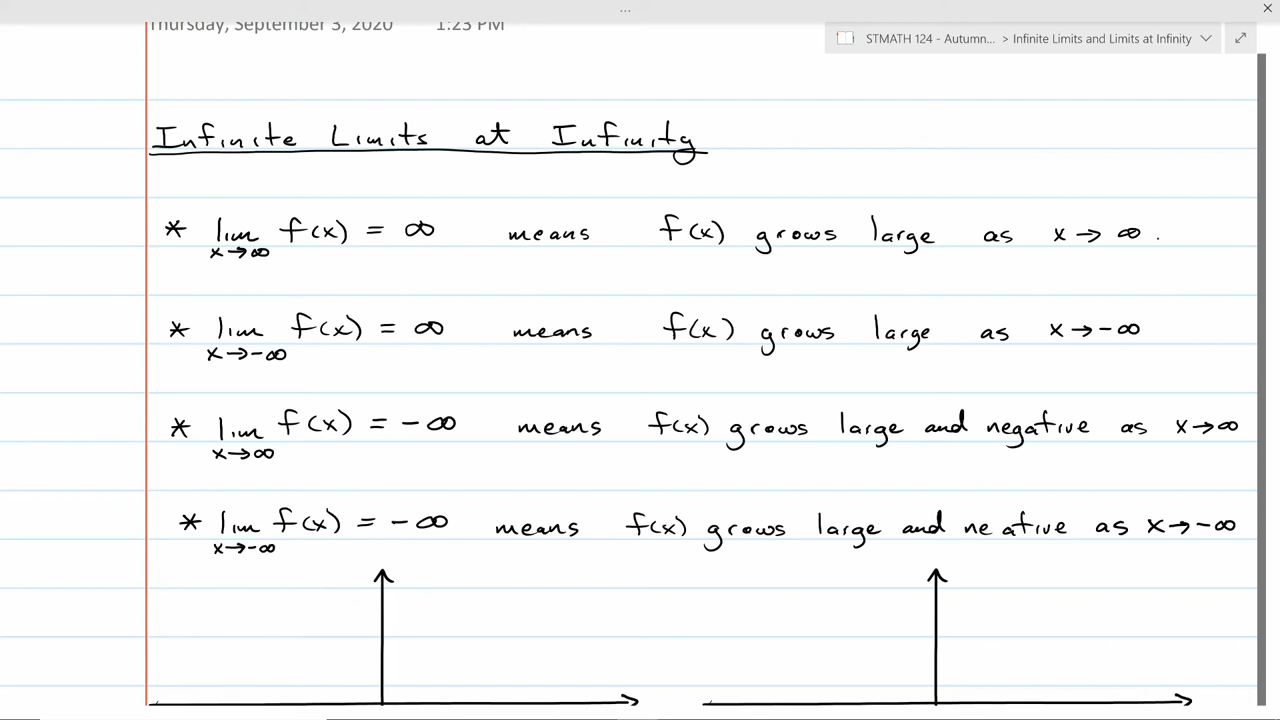 Thursday, September 3, 2020 1:23 PM
STMATH 124 - Autumn... > Infinite Limits and Limits at Infinity
Infinite Limits at Infinity
* lim x→∞ f(x) = ∞ means f(x) grows large as x → ∞ .
* lim x→-∞ f(x) = ∞ means f(x) grows large as x → -∞
* lim x→∞ f(x) = -∞ means f(x) grows large and negative as x → ∞
* lim x→-∞ f(x) = -∞ means f(x) grows large and ne ative as x → -∞